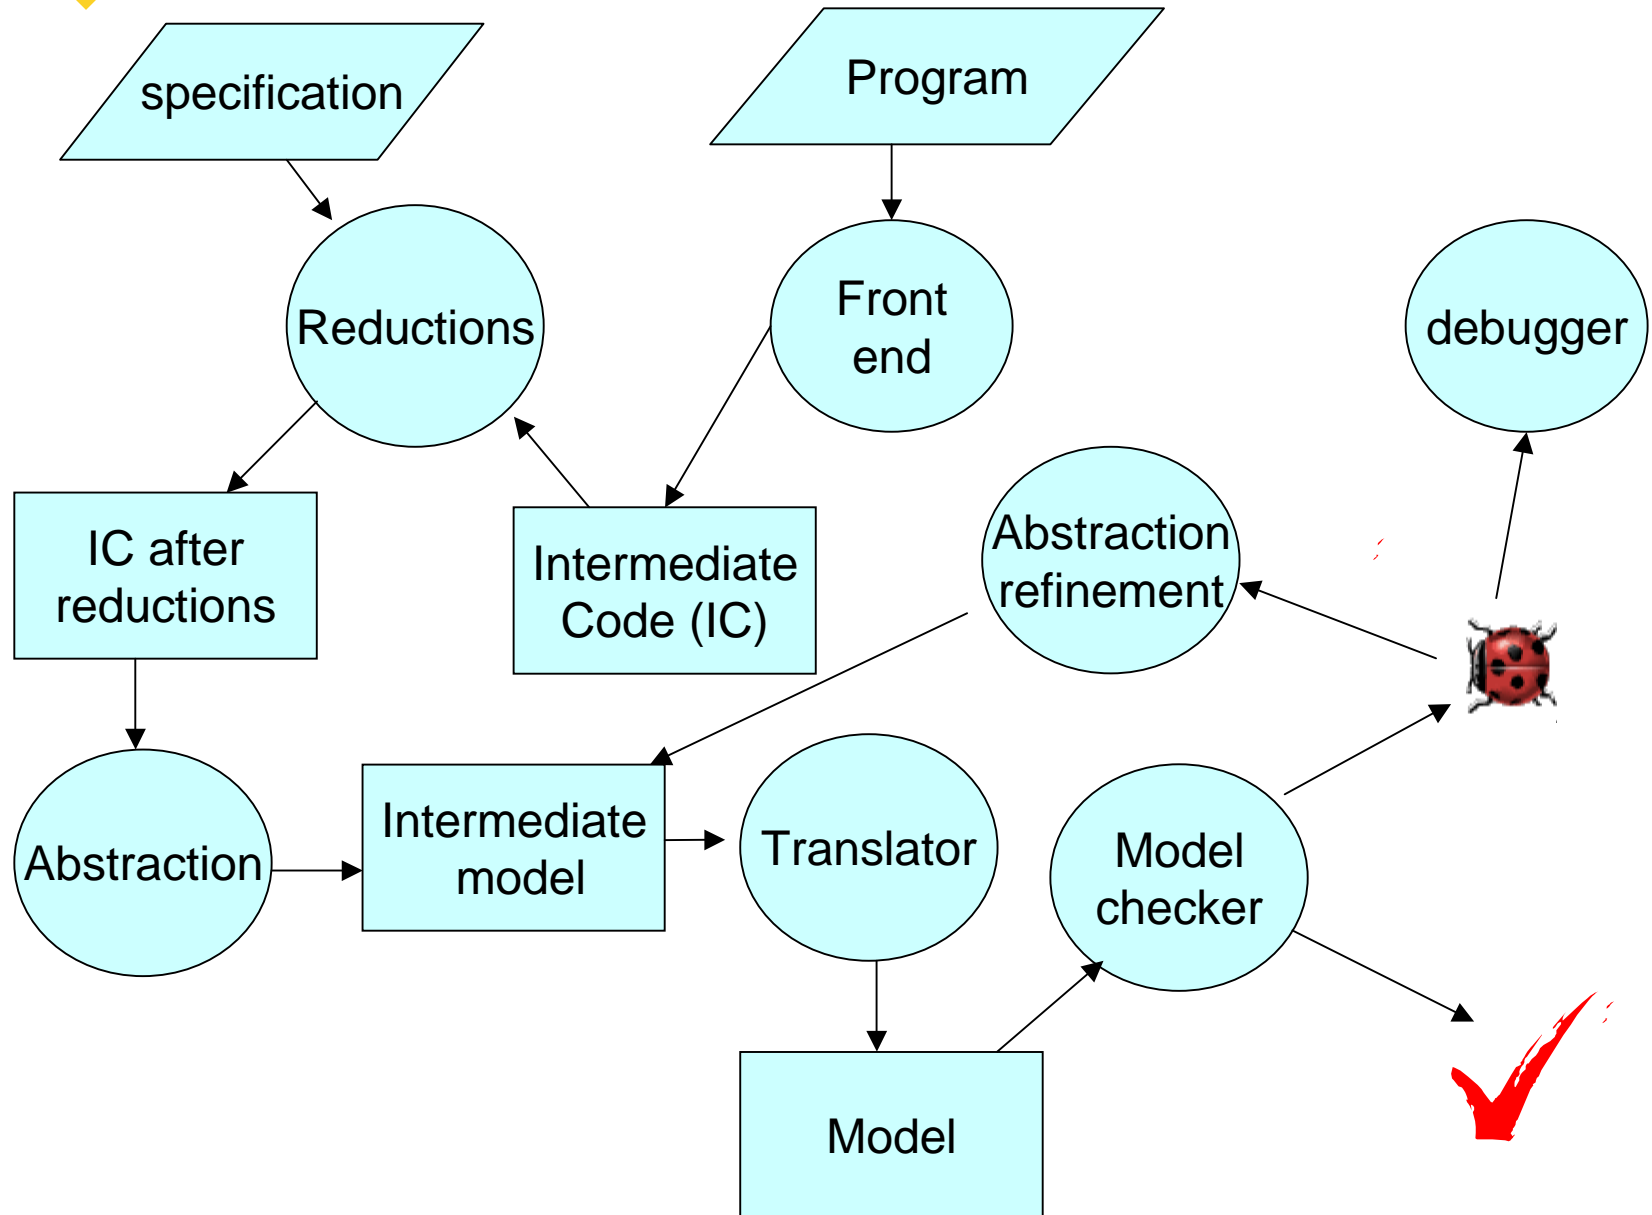 specification
Program
Reductions
Front
end
debugger
IC after
reductions
Intermediate
Code (IC)
Abstraction
refinement
Abstraction
Intermediate
model
Translator
Model
checker
Model